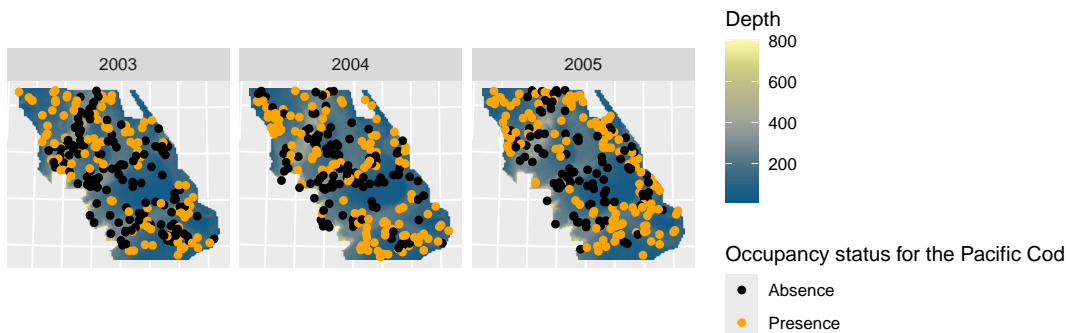 2003
2004
2005
Depth
800
600
400
200
Occupancy status for the Pacific Cod
Absence
Presence